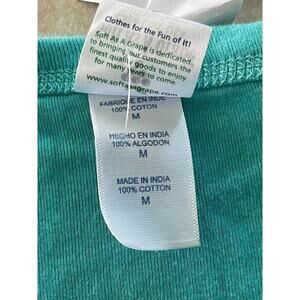 Clothes for the Fun of It!
Soft As A Grape is dedicated
to bringing our customers the
finest quality goods to enjoy
for many years to come.
www.softasagrape.com
FABRIQUE EN INDE
100% COTON
M
HECHO EN INDIA
100% ALGODON
M
MADE IN INDIA
100% COTTON
M